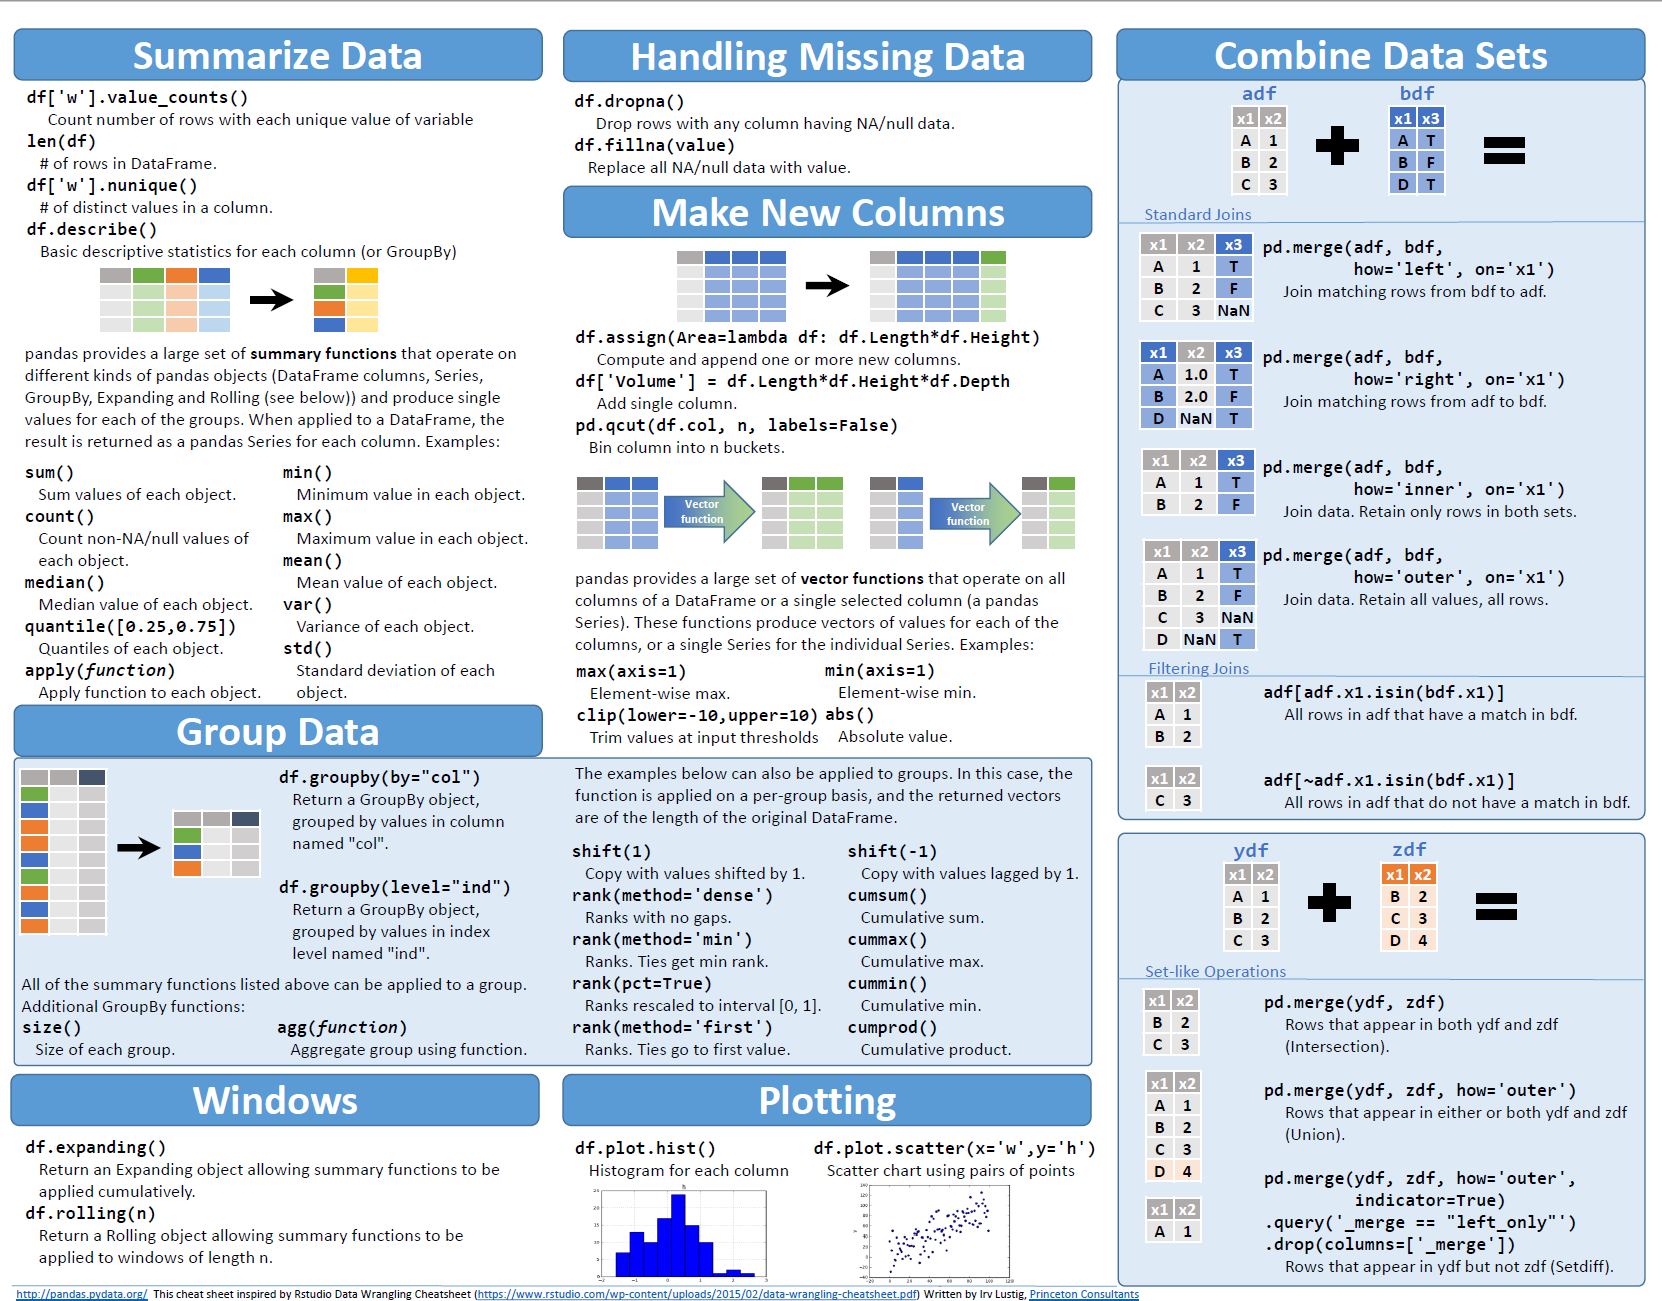 Summarize Data
df['w'].value_counts()
Count number of rows with each unique value of variable
len(df)
# of rows in DataFrame.
df['w'].nunique()
# of distinct values in a column.
df.describe()
Basic descriptive statistics for each column (or GroupBy)
pandas provides a large set of summary functions that operate on
different kinds of pandas objects (DataFrame columns, Series,
GroupBy, Expanding and Rolling (see below)) and produce single
values for each of the groups. When applied to a DataFrame, the
result is returned as a pandas Series for each column. Examples:
sum()
Sum values of each object.
count()
Count non-NA/null values of
each object.
median()
Median value of each object.
quantile([0.25,0.75])
Quantiles of each object.
apply(function)
Apply function to each object.
min()
Minimum value in each object.
max()
Maximum value in each object.
mean()
Mean value of each object.
var()
Variance of each object.
std()
Standard deviation of each
object.
Group Data
df.groupby(by="col")
Return a GroupBy object,
grouped by values in column
named "col".
df.groupby(level="ind")
Return a GroupBy object,
grouped by values in index
level named "ind".
All of the summary functions listed above can be applied to a group.
Additional GroupBy functions:
size()
Size of each group.
agg(function)
Aggregate group using function.
Windows
df.expanding()
Return an Expanding object allowing summary functions to be
applied cumulatively.
df.rolling(n)
Return a Rolling object allowing summary functions to be
applied to windows of length n.
Handling Missing Data
df.dropna()
Drop rows with any column having NA/null data.
df.fillna(value)
Replace all NA/null data with value.
Make New Columns
df.assign(Area=lambda df: df.Length*df.Height)
Compute and append one or more new columns.
df['Volume'] = df.Length*df.Height*df.Depth
Add single column.
pd.qcut(df.col, n, labels=False)
Bin column into n buckets.
Vector
function
Vector
function
pandas provides a large set of vector functions that operate on all
columns of a DataFrame or a single selected column (a pandas
Series). These functions produce vectors of values for each of the
columns, or a single Series for the individual Series. Examples:
max(axis=1)
Element-wise max.
clip(lower=-10,upper=10)
Trim values at input thresholds
min(axis=1)
Element-wise min.
abs()
Absolute value.
The examples below can also be applied to groups. In this case, the
function is applied on a per-group basis, and the returned vectors
are of the length of the original DataFrame.
shift(1)
Copy with values shifted by 1.
rank(method='dense')
Ranks with no gaps.
rank(method='min')
Ranks. Ties get min rank.
rank(pct=True)
Ranks rescaled to interval [0, 1].
rank(method='first')
Ranks. Ties go to first value.
shift(-1)
Copy with values lagged by 1.
cumsum()
Cumulative sum.
cummax()
Cumulative max.
cummin()
Cumulative min.
cumprod()
Cumulative product.
Plotting
df.plot.hist()
Histogram for each column
h
df.plot.scatter(x='w',y='h')
Scatter chart using pairs of points
Combine Data Sets
adf
x1 x2
A 1
B 2
C 3
bdf
x1 x3
A T
B F
D T
Standard Joins
x1 x2 x3
A 1 T
B 2 F
C 3 NaN
pd.merge(adf, bdf,
how='left', on='x1')
Join matching rows from bdf to adf.
x1 x2 x3
A 1.0 T
B 2.0 F
D NaN T
pd.merge(adf, bdf,
how='right', on='x1')
Join matching rows from adf to bdf.
x1 x2 x3
A 1 T
B 2 F
pd.merge(adf, bdf,
how='inner', on='x1')
Join data. Retain only rows in both sets.
x1 x2 x3
A 1 T
B 2 F
C 3 NaN
D NaN T
pd.merge(adf, bdf,
how='outer', on='x1')
Join data. Retain all values, all rows.
Filtering Joins
x1 x2
A 1
B 2
adf[adf.x1.isin(bdf.x1)]
All rows in adf that have a match in bdf.
x1 x2
C 3
adf[~adf.x1.isin(bdf.x1)]
All rows in adf that do not have a match in bdf.
ydf
x1 x2
A 1
B 2
C 3
zdf
x1 x2
B 2
C 3
D 4
Set-like Operations
x1 x2
B 2
C 3
pd.merge(ydf, zdf)
Rows that appear in both ydf and zdf
(Intersection).
x1 x2
A 1
B 2
C 3
D 4
pd.merge(ydf, zdf, how='outer')
Rows that appear in either or both ydf and zdf
(Union).
x1 x2
A 1
pd.merge(ydf, zdf, how='outer',
indicator=True)
.query('_merge == "left_only"')
.drop(columns=['_merge'])
Rows that appear in ydf but not zdf (Setdiff).
http://pandas.pydata.org/ This cheat sheet inspired by Rstudio Data Wrangling Cheatsheet (https://www.rstudio.com/wp-content/uploads/2015/02/data-wrangling-cheatsheet.pdf) Written by Irv Lustig, Princeton Consultants